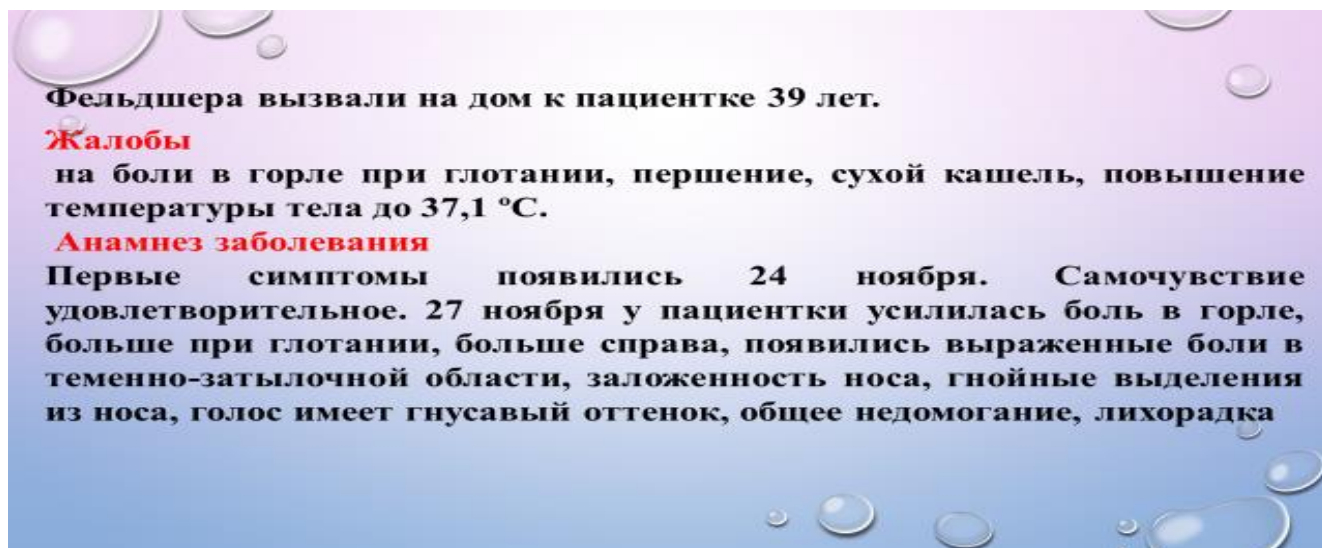 Фельдшера вызвали на дом к пациентке 39 лет.
Жалобы
на боли в горле при глотании, першение, сухой кашель, повышение
температуры тела до 37,1 ºС.
Анамнез заболевания
Первые симптомы появились 24 ноября. Самочувствие
удовлетворительное. 27 ноября у пациентки усилилась боль в горле,
больше при глотании, больше справа, появились выраженные боли в
теменно-затылочной области, заложенность носа, гнойные выделения
из носа, голос имеет гнусавый оттенок, общее недомогание, лихорадка